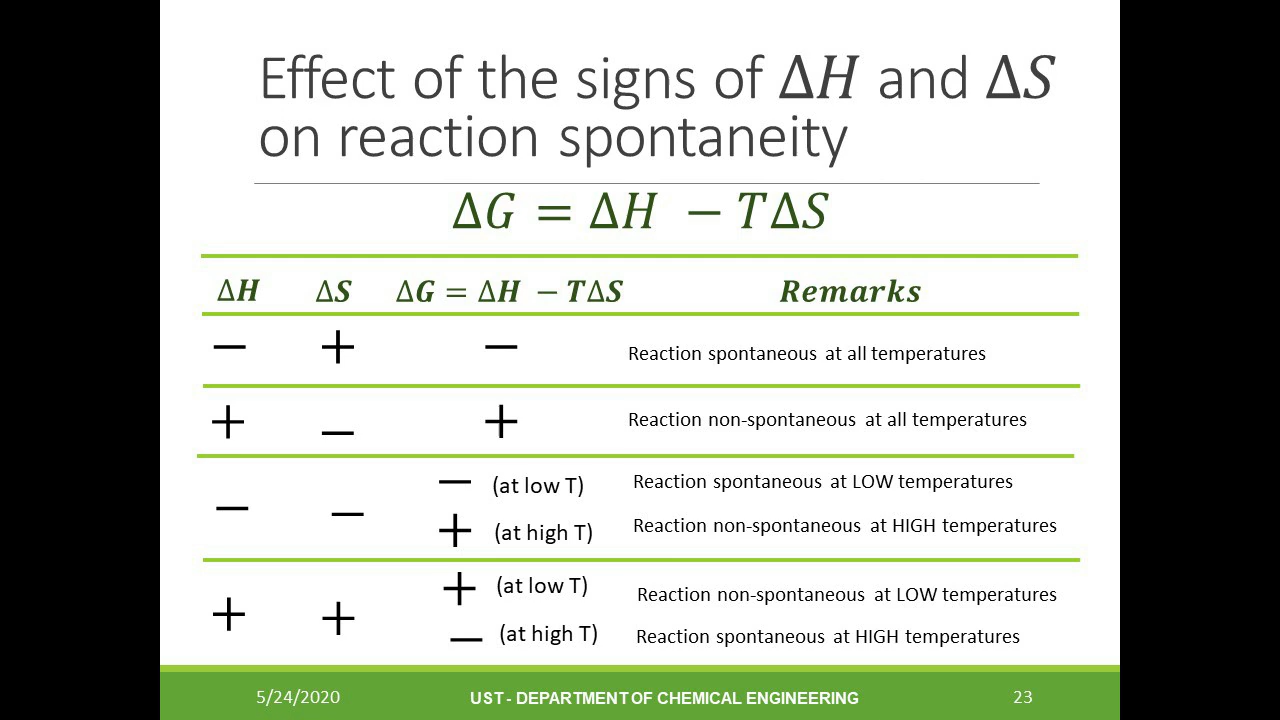 Effect of the signs of Δ𝐻 and Δ𝑆
on reaction spontaneity
Δ𝐺 = Δ𝐻 − 𝑇Δ𝑆
Δ𝑯 Δ𝑺 Δ𝑮 = Δ𝑯 − 𝑻Δ𝑺 𝑹𝒆𝒎𝒂𝒓𝒌𝒔
− + − Reaction spontaneous at all temperatures
+ − + Reaction non-spontaneous at all temperatures
− (at low T) Reaction spontaneous at LOW temperatures
− −
+ (at high T) Reaction non-spontaneous at HIGH temperatures
+ (at low T) Reaction non-spontaneous at LOW temperatures
+ +
− (at high T) Reaction spontaneous at HIGH temperatures
5/24/2020 UST - DEPARTMENT OF CHEMICAL ENGINEERING 23